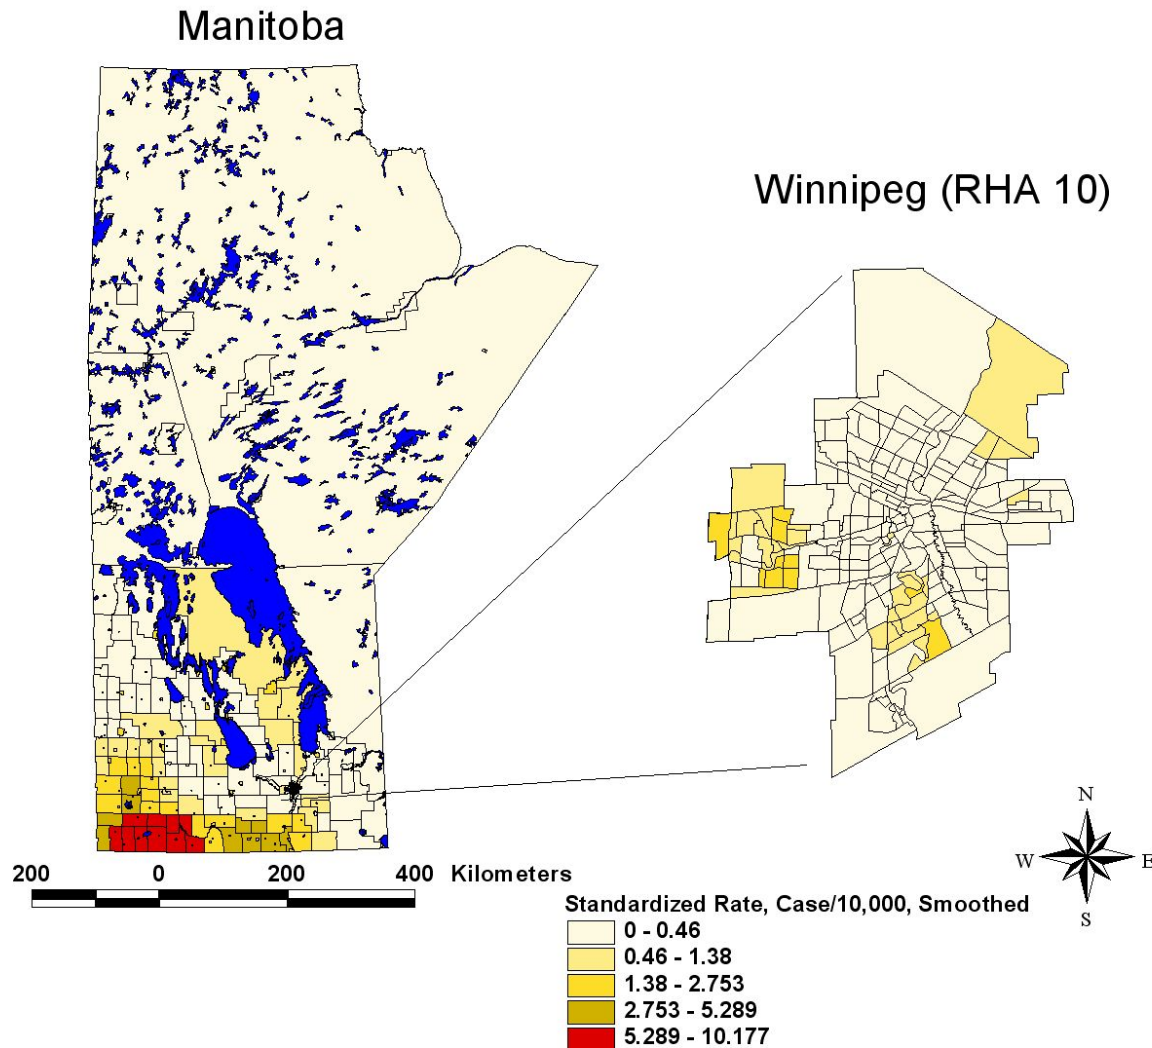 Manitoba
Winnipeg (RHA 10)
N
W E
S
200 0 200 400 Kilometers
Standardized Rate, Case/10,000, Smoothed
0 - 0.46
0.46 - 1.38
1.38 - 2.753
2.753 - 5.289
5.289 - 10.177